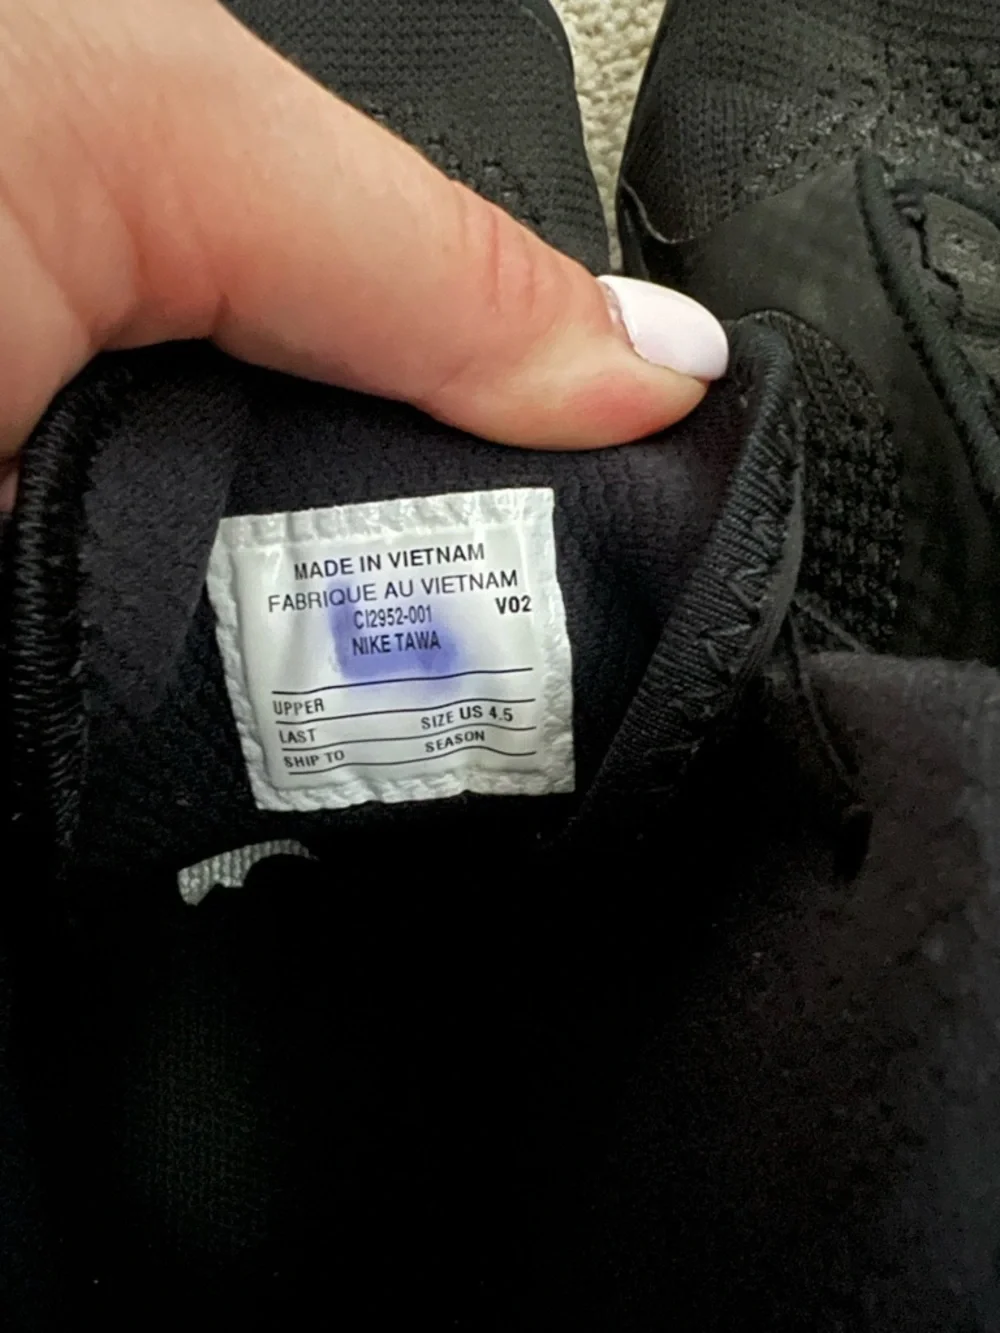 MADE IN VIETNAM
FABRIQUE AU VIETNAM
CI2952-001 V02
NIKE TAWA
UPPER
LAST SIZE US 4.5
SHIP TO SEASON